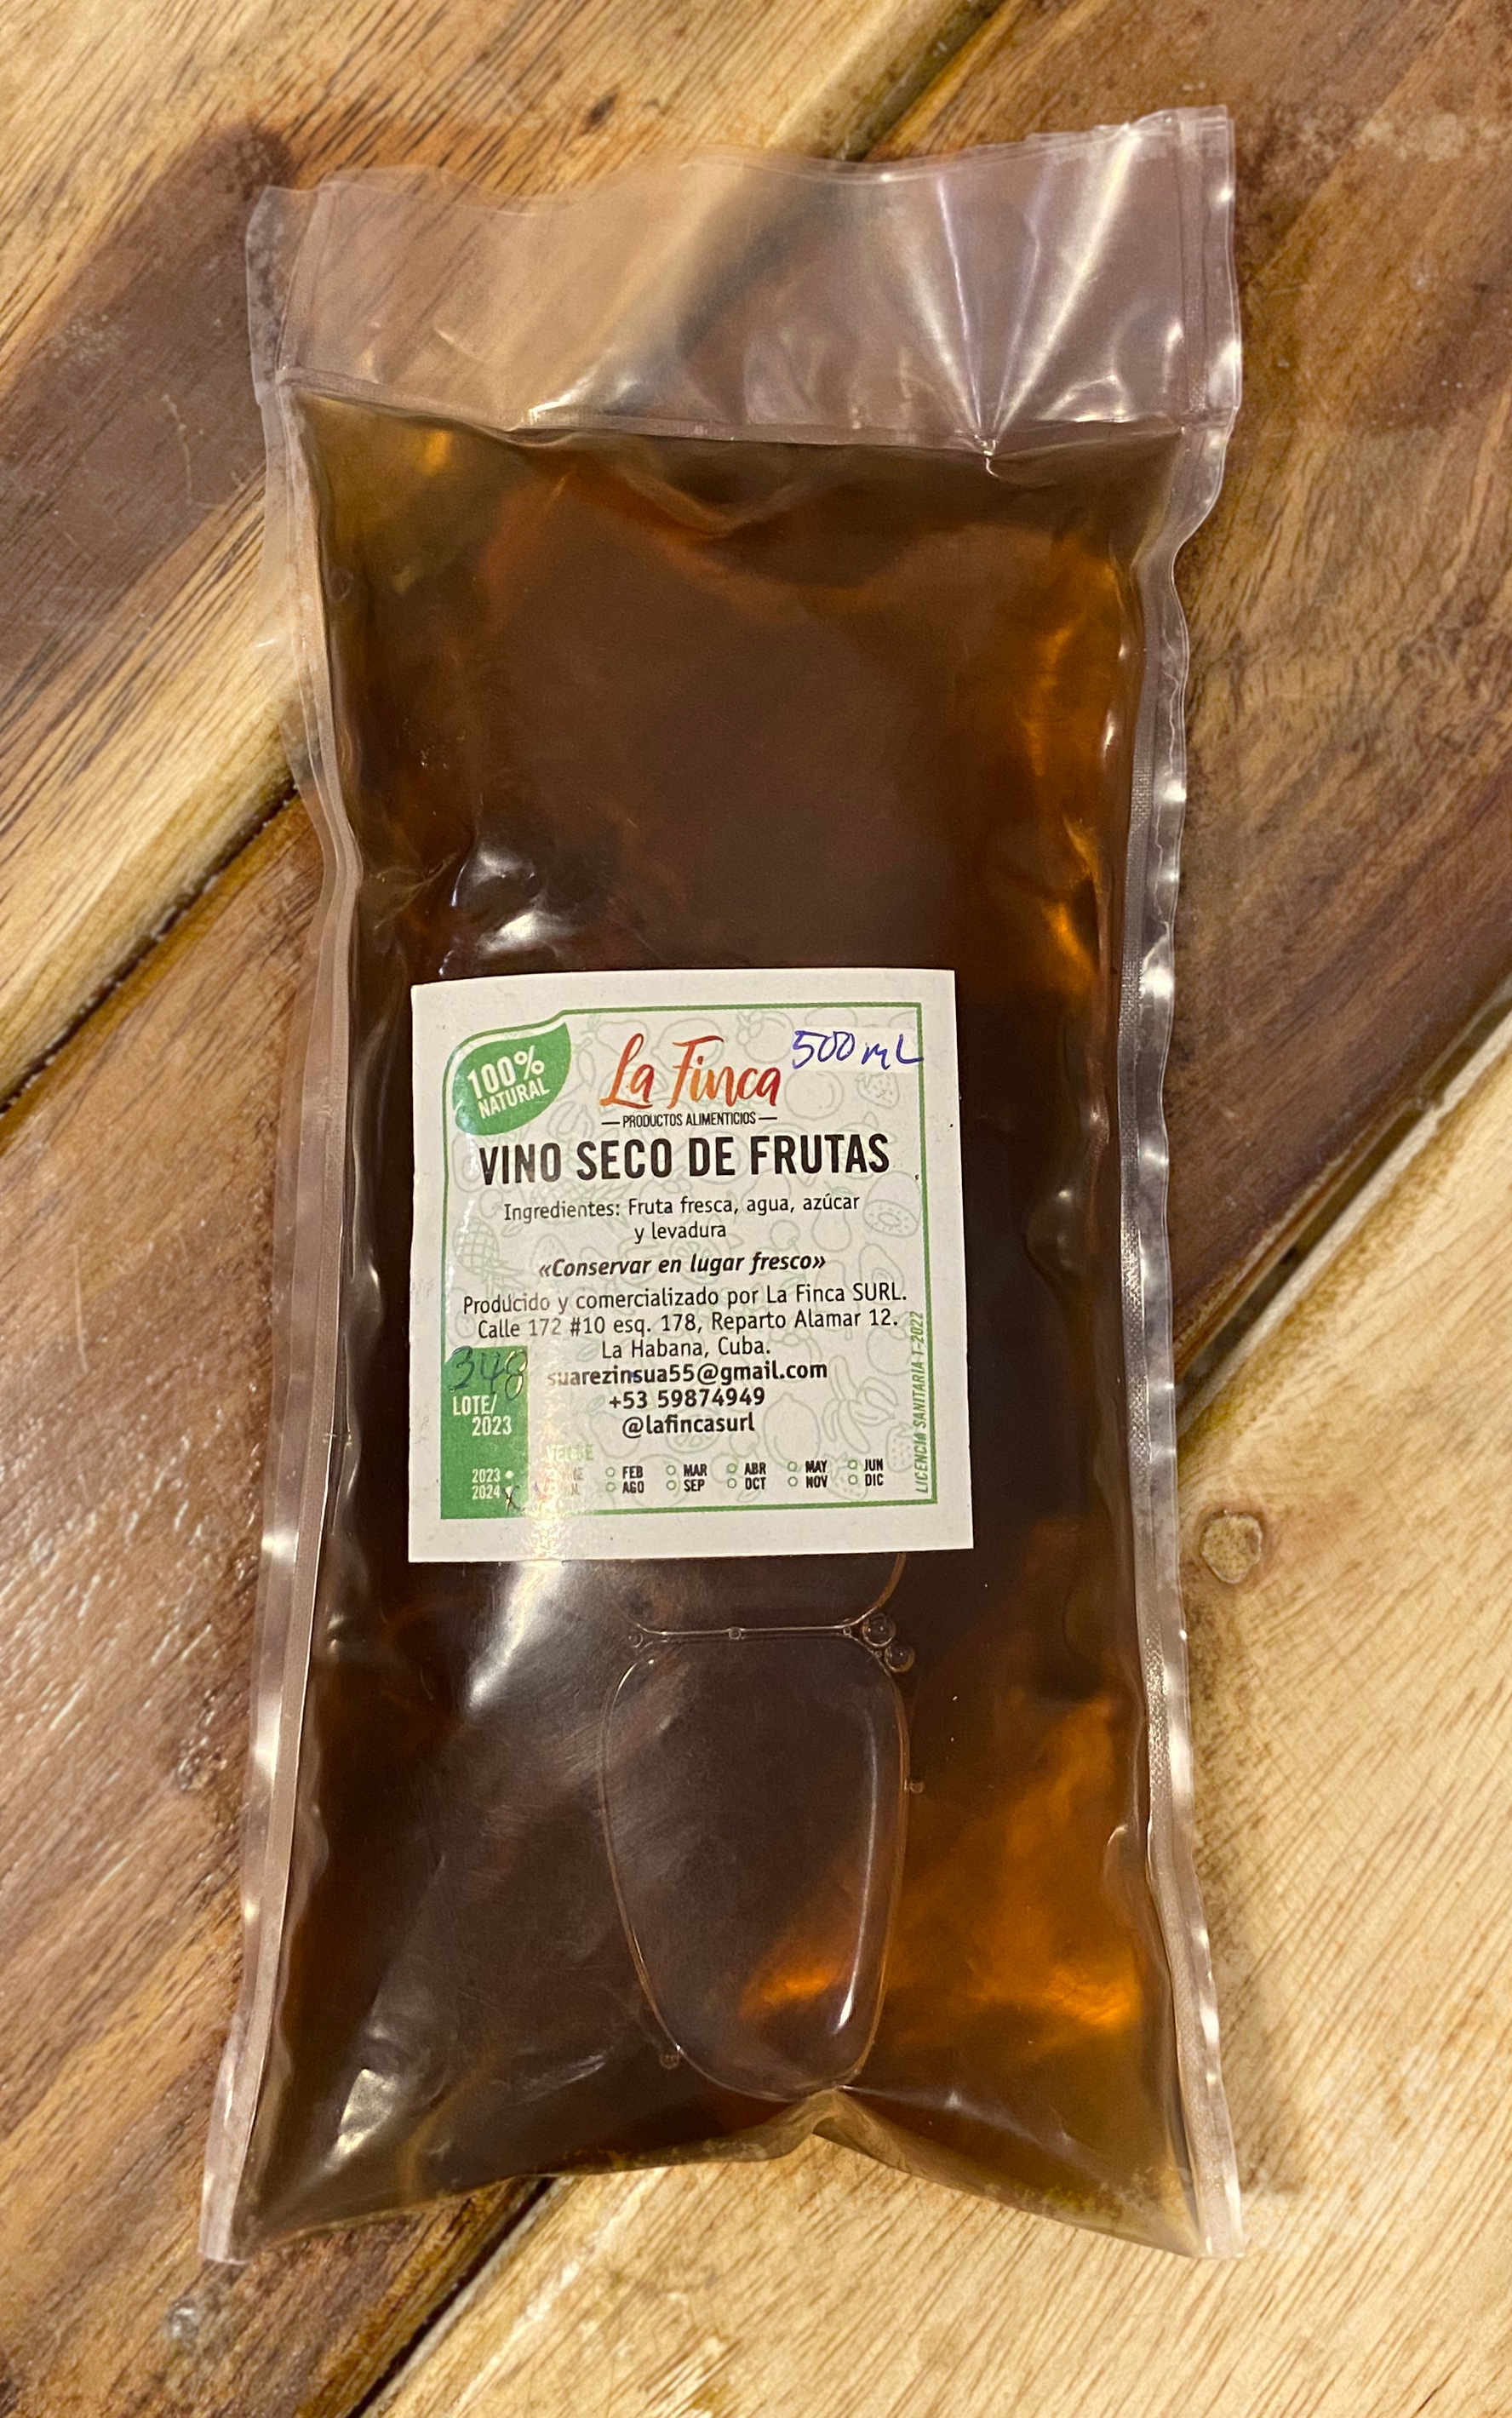 100%
NATURAL
La Finca
500 mL
PRODUCTOS ALIMENTICIOS
VINO SECO DE FRUTAS
Ingredientes: Fruta fresca, agua, azúcar
y levadura
«Conservar en lugar fresco»
Producido y comercializado por La Finca SURL.
Calle 172 #10 esq. 178, Reparto Alamar 12.
La Habana, Cuba.
suarezinsua55@gmail.com
+53 59874949
@lafincasurl
348
LOTE/
2023
VENCE
2023
2024
FEB MAR ABR MAY JUN
AGO SEP OCT NOV DIC
LICENCIA SANITARIA 1-2022